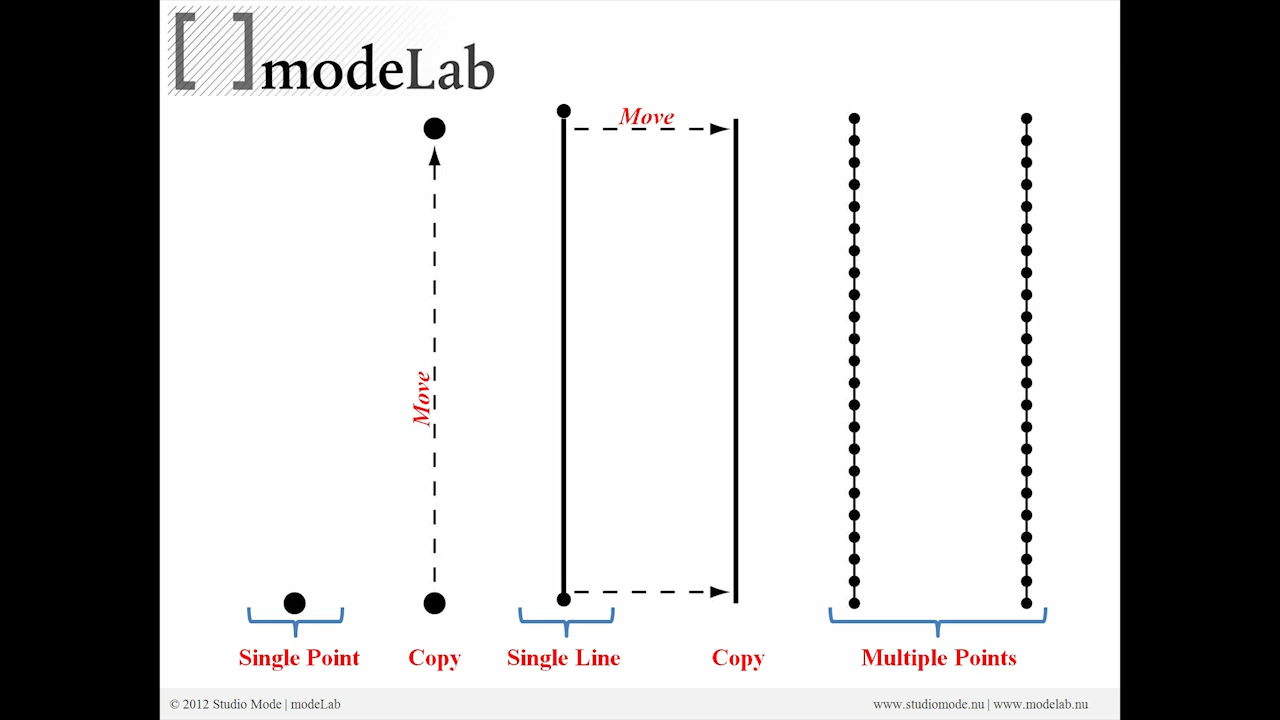 [ ] modeLab
Move
Move
Single Point
Copy
Single Line
Copy
Multiple Points
© 2012 Studio Mode | modeLab
www.studiomode.nu | www.modelab.nu